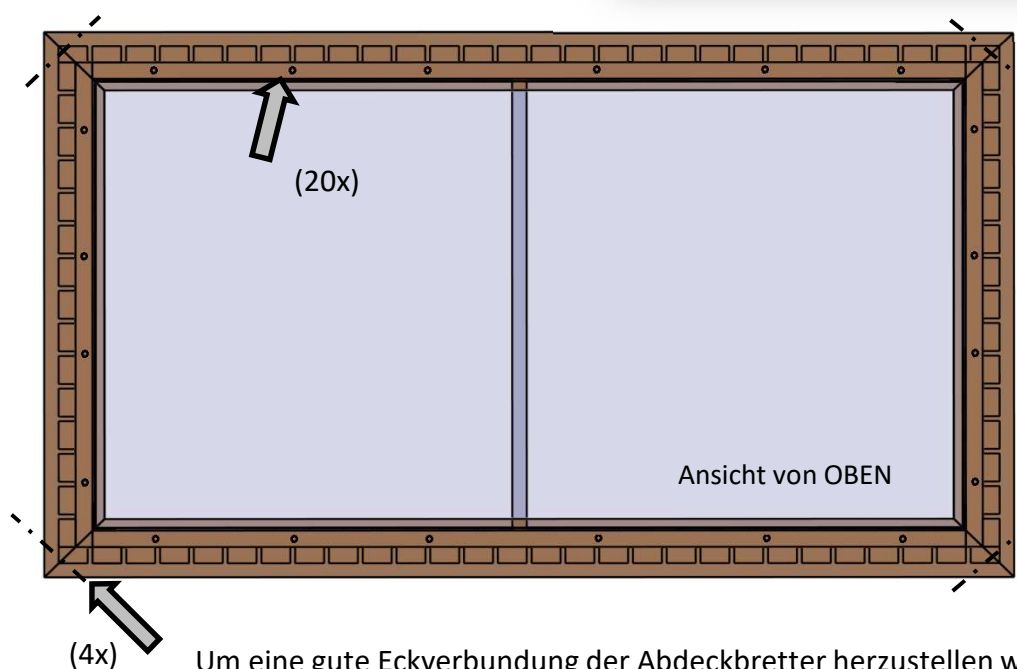 (20x)
Ansicht von OBEN
(4x)
Um eine gute Eckverbundung der Abdeckbretter herzustellen